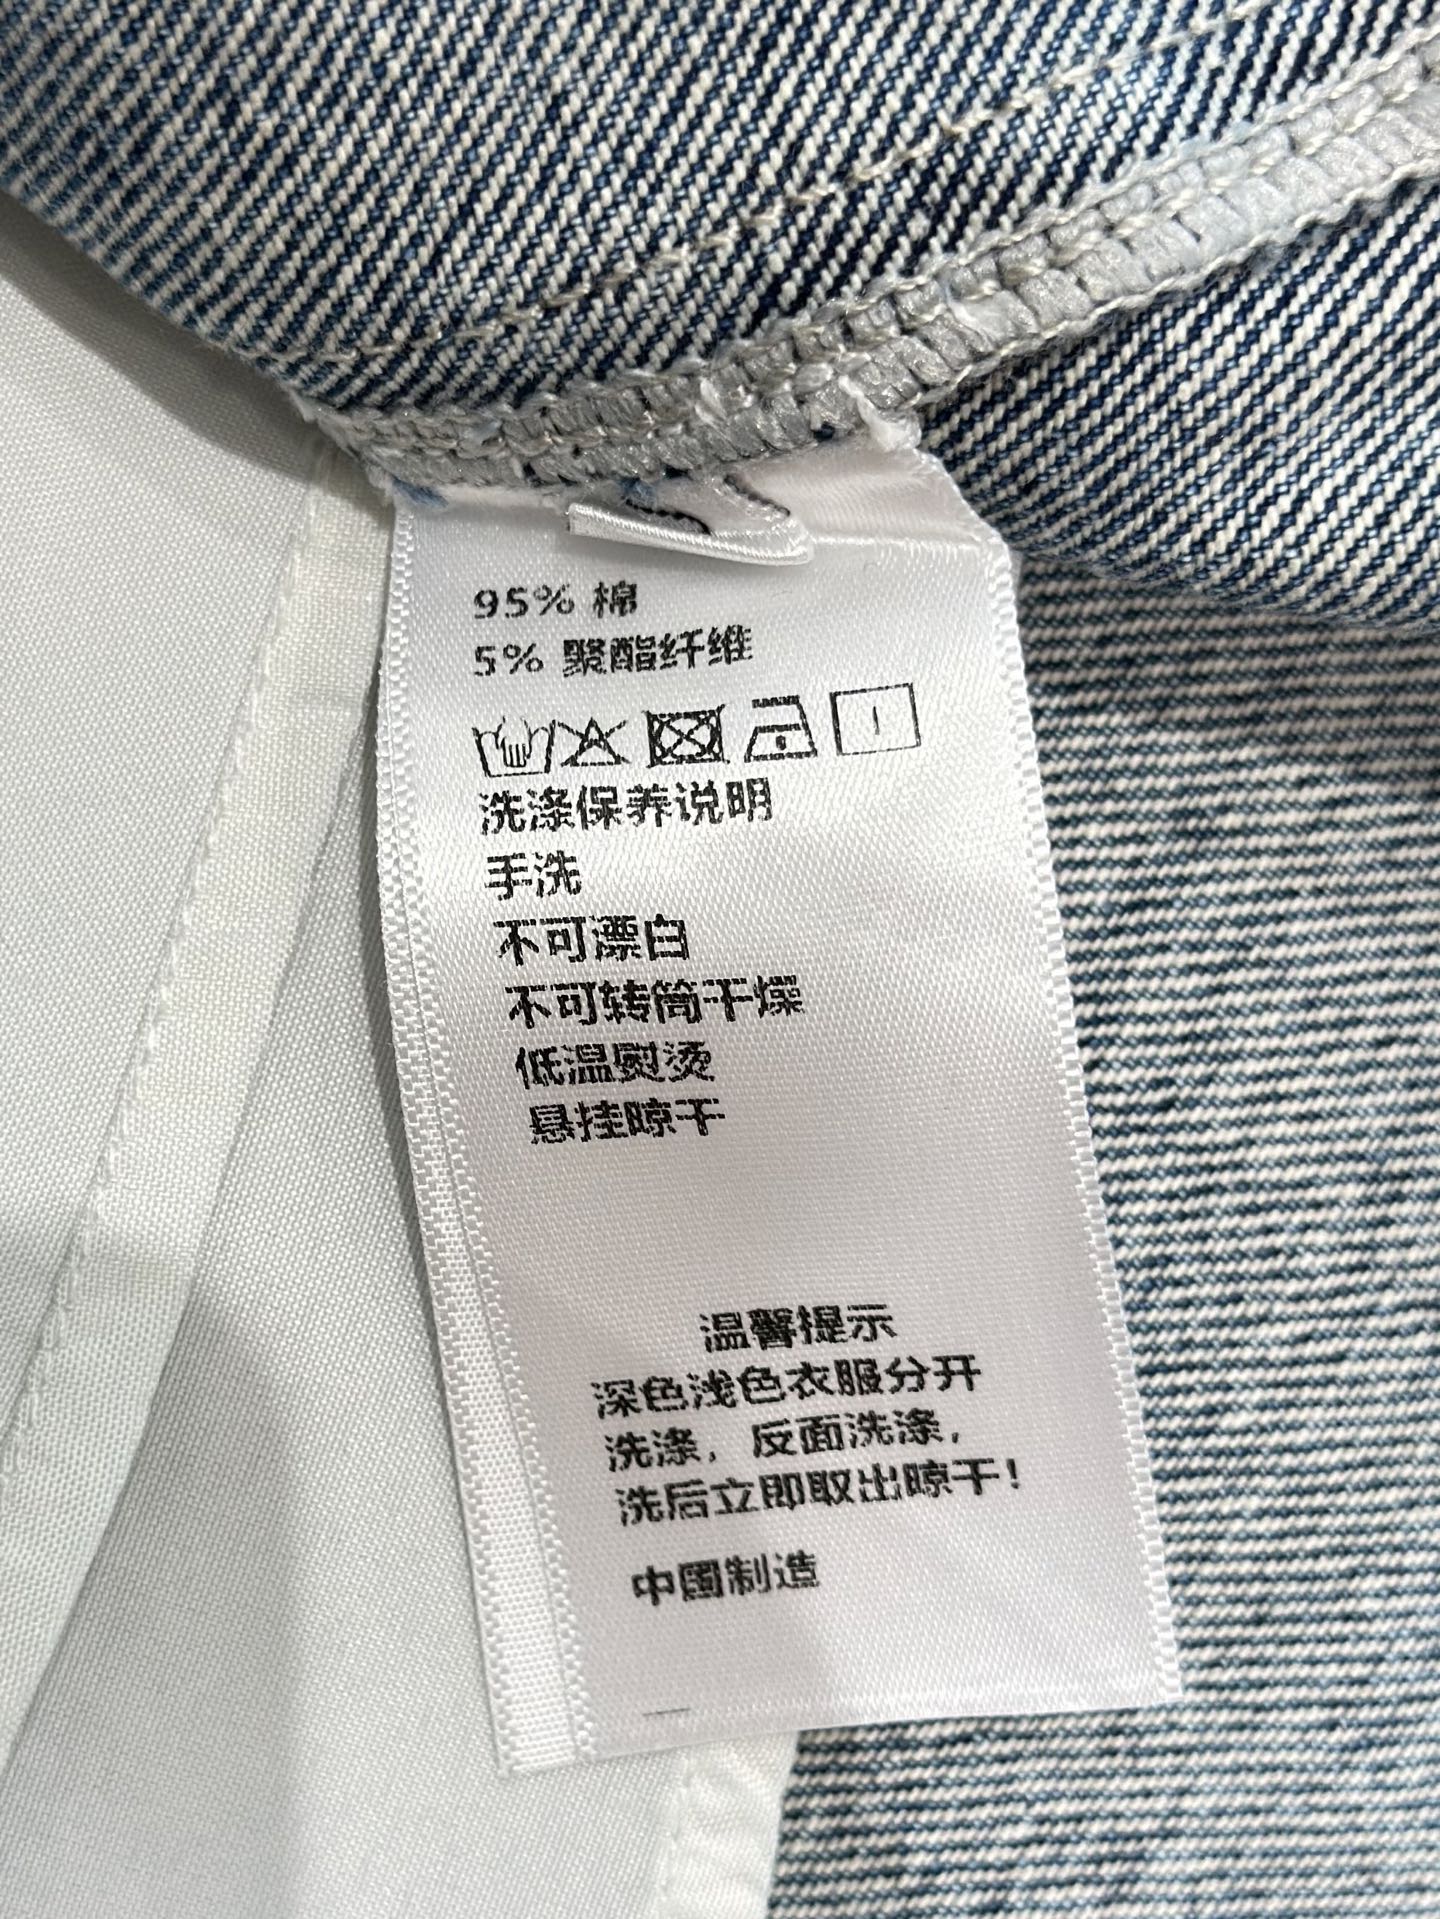 95% 棉
5% 聚酯纤维
洗涤保养说明
手洗
不可漂白
不可转筒干燥
低温熨烫
悬挂晾干
温馨提示
深色浅色衣服分开
洗涤，反面洗涤，
洗后立即取出晾干！
中国制造